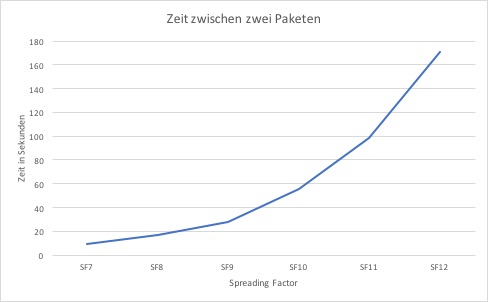 Zeit zwischen zwei Paketen
Zeit in Sekunden
180
160
140
120
100
80
60
40
20
0
SF7 SF8 SF9 SF10 SF11 SF12
Spreading Factor